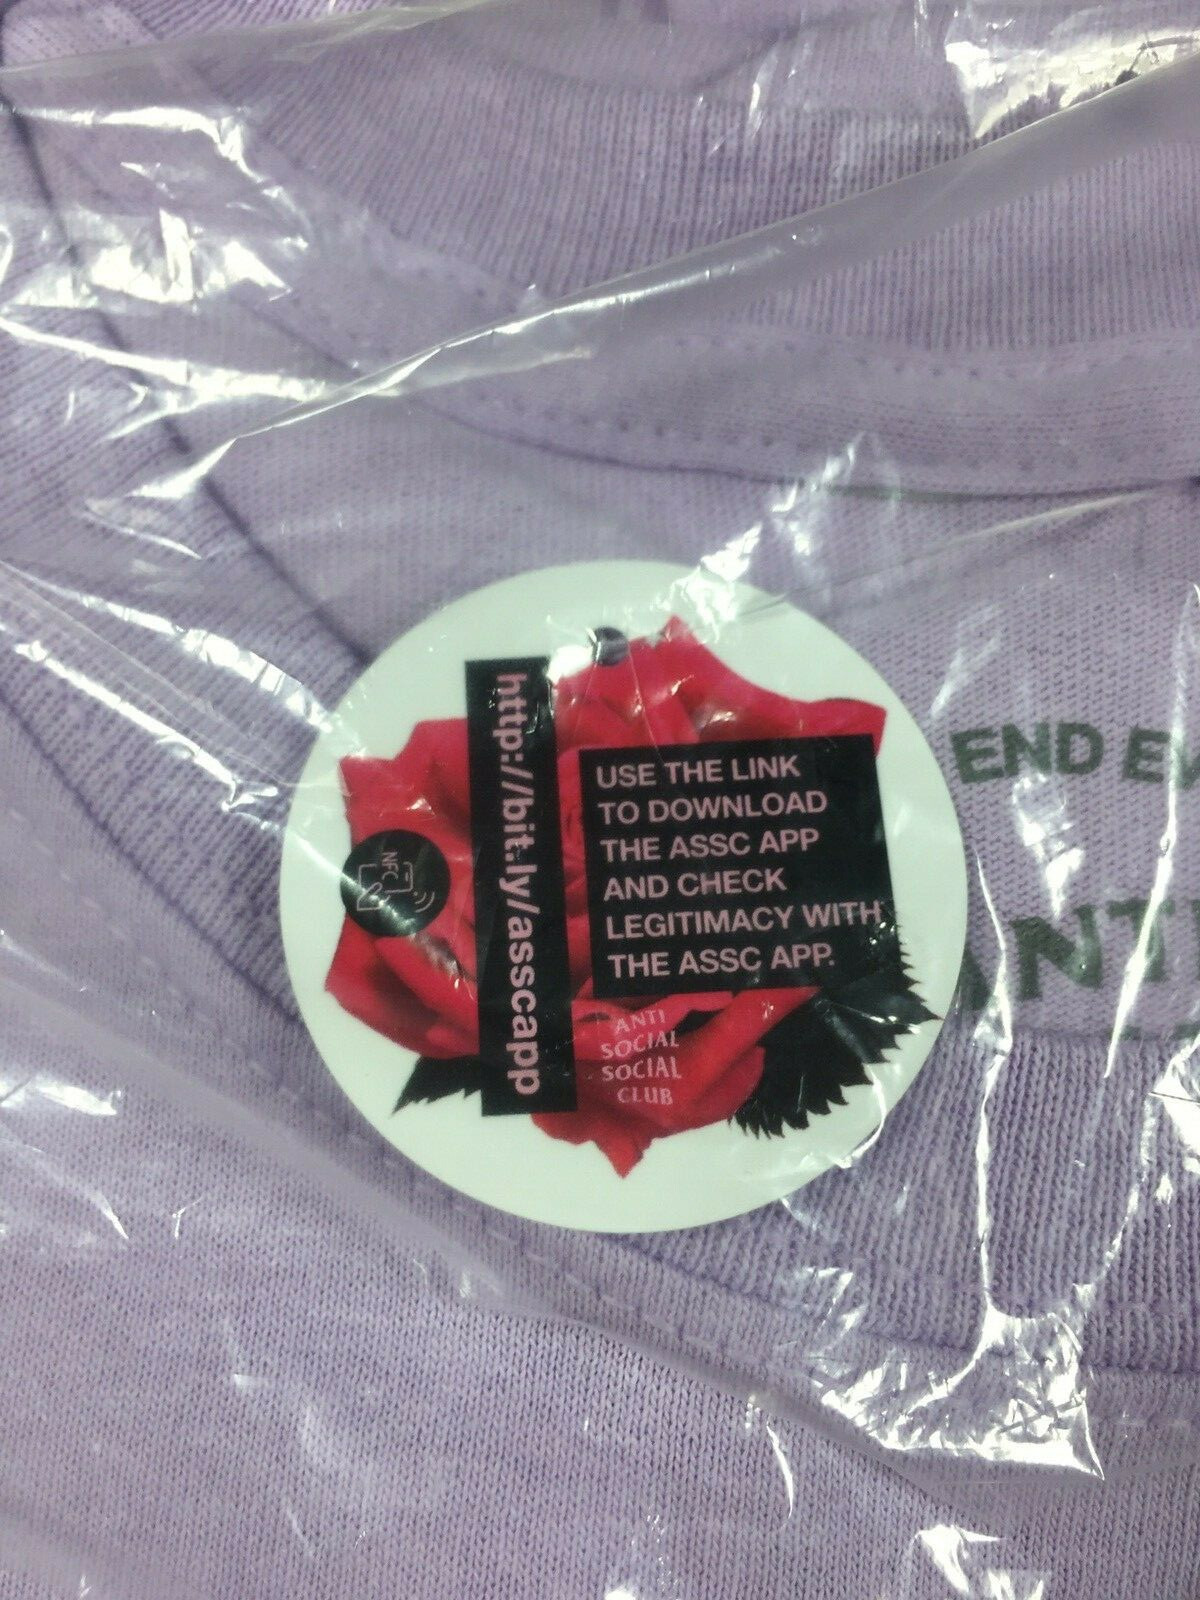 http://bit.ly/asscapp
USE THE LINK
TO DOWNLOAD
THE ASSC APP
AND CHECK
LEGITIMACY WITH
THE ASSC APP.
NFC
ANTI
SOCIAL
SOCIAL
CLUB
END